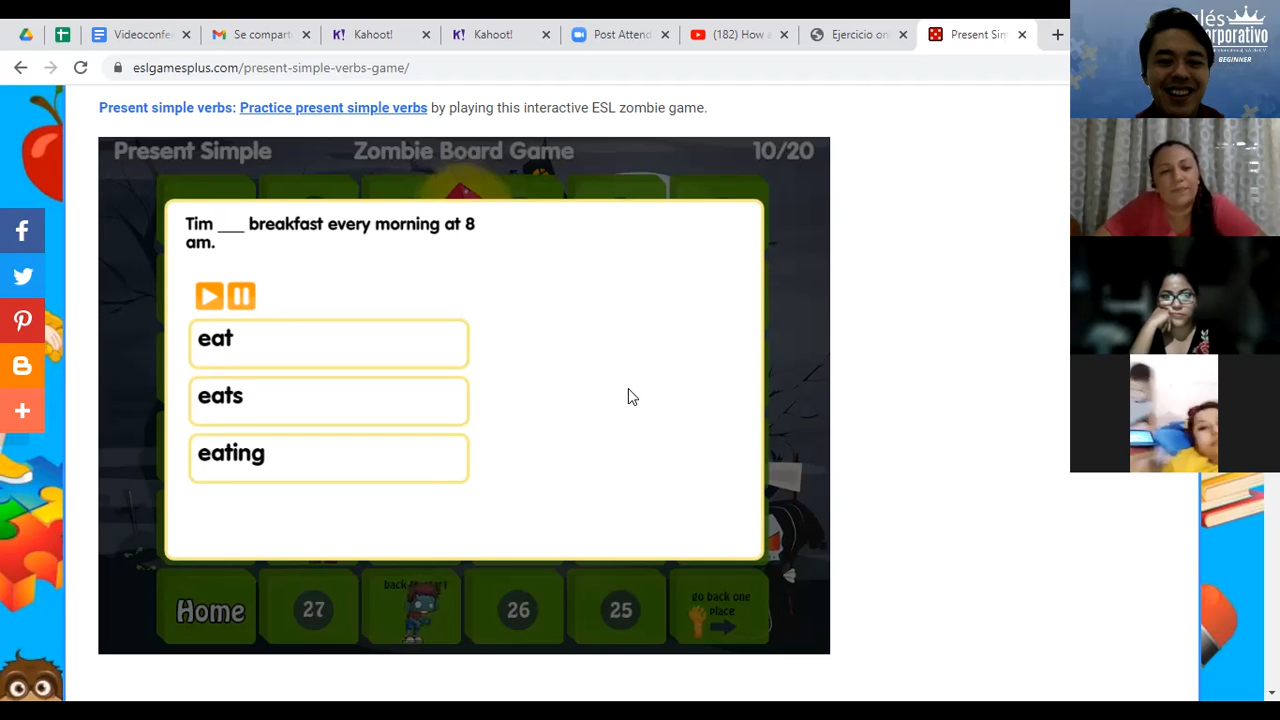 Videoconfe
Se compart
Kahoot!
Kahoot!
Post Attend
(182) How e
Ejercicio on
Present Sim
eslgamesplus.com/present-simple-verbs-game/
Present simple verbs: Practice present simple verbs by playing this interactive ESL zombie game.
Present Simple
Zombie Board Game
10/20
Tim ___ breakfast every morning at 8
am.
eat
eats
eating
Home
27
26
25
go back one
place
glés
orporativo
BEGINNER